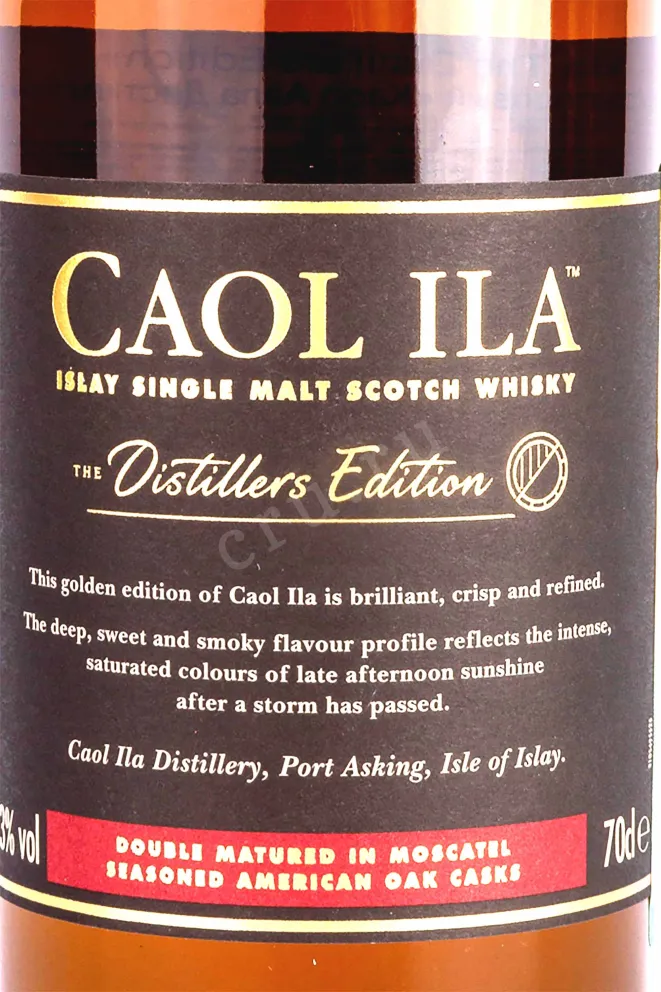 CAOL ILA™
ISLAY SINGLE MALT SCOTCH WHISKY
THE Distillers Edition
This golden edition of Caol Ila is brilliant, crisp and refined.
The deep, sweet and smoky flavour profile reflects the intense,
saturated colours of late afternoon sunshine
after a storm has passed.
Caol Ila Distillery, Port Asking, Isle of Islay.
3% vol
DOUBLE MATURED IN MOSCATEL
SEASONED AMERICAN OAK CASKS
70cl e